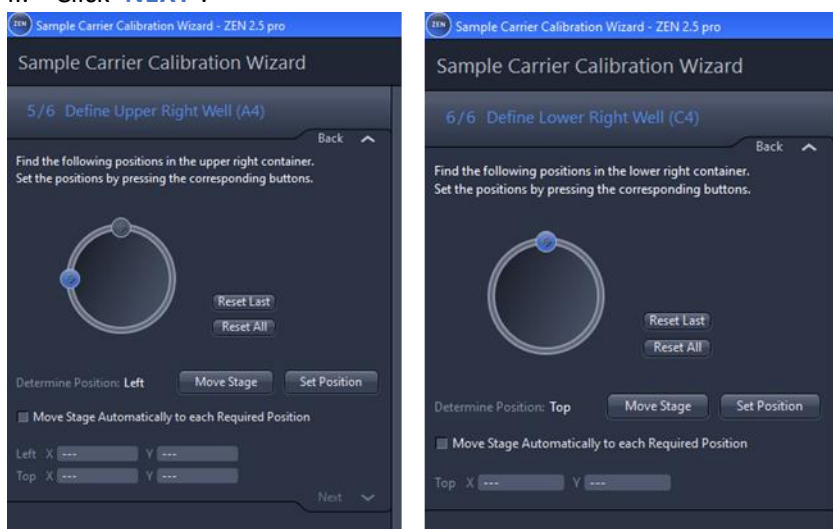 Click "NEXT".
ZEN Sample Carrier Calibration Wizard - ZEN 2.5 pro
Sample Carrier Calibration Wizard
5/6 Define Upper Right Well (A4)
Back
Find the following positions in the upper right container.
Set the positions by pressing the corresponding buttons.
Reset Last
Reset All
Determine Position: Left
Move Stage
Set Position
Move Stage Automatically to each Required Position
Left X --- Y ---
Top X --- Y ---
Next
ZEN Sample Carrier Calibration Wizard - ZEN 2.5 pro
Sample Carrier Calibration Wizard
6/6 Define Lower Right Well (C4)
Back
Find the following positions in the lower right container.
Set the positions by pressing the corresponding buttons.
Reset Last
Reset All
Determine Position: Top
Move Stage
Set Position
Move Stage Automatically to each Required Position
Top X --- Y ---